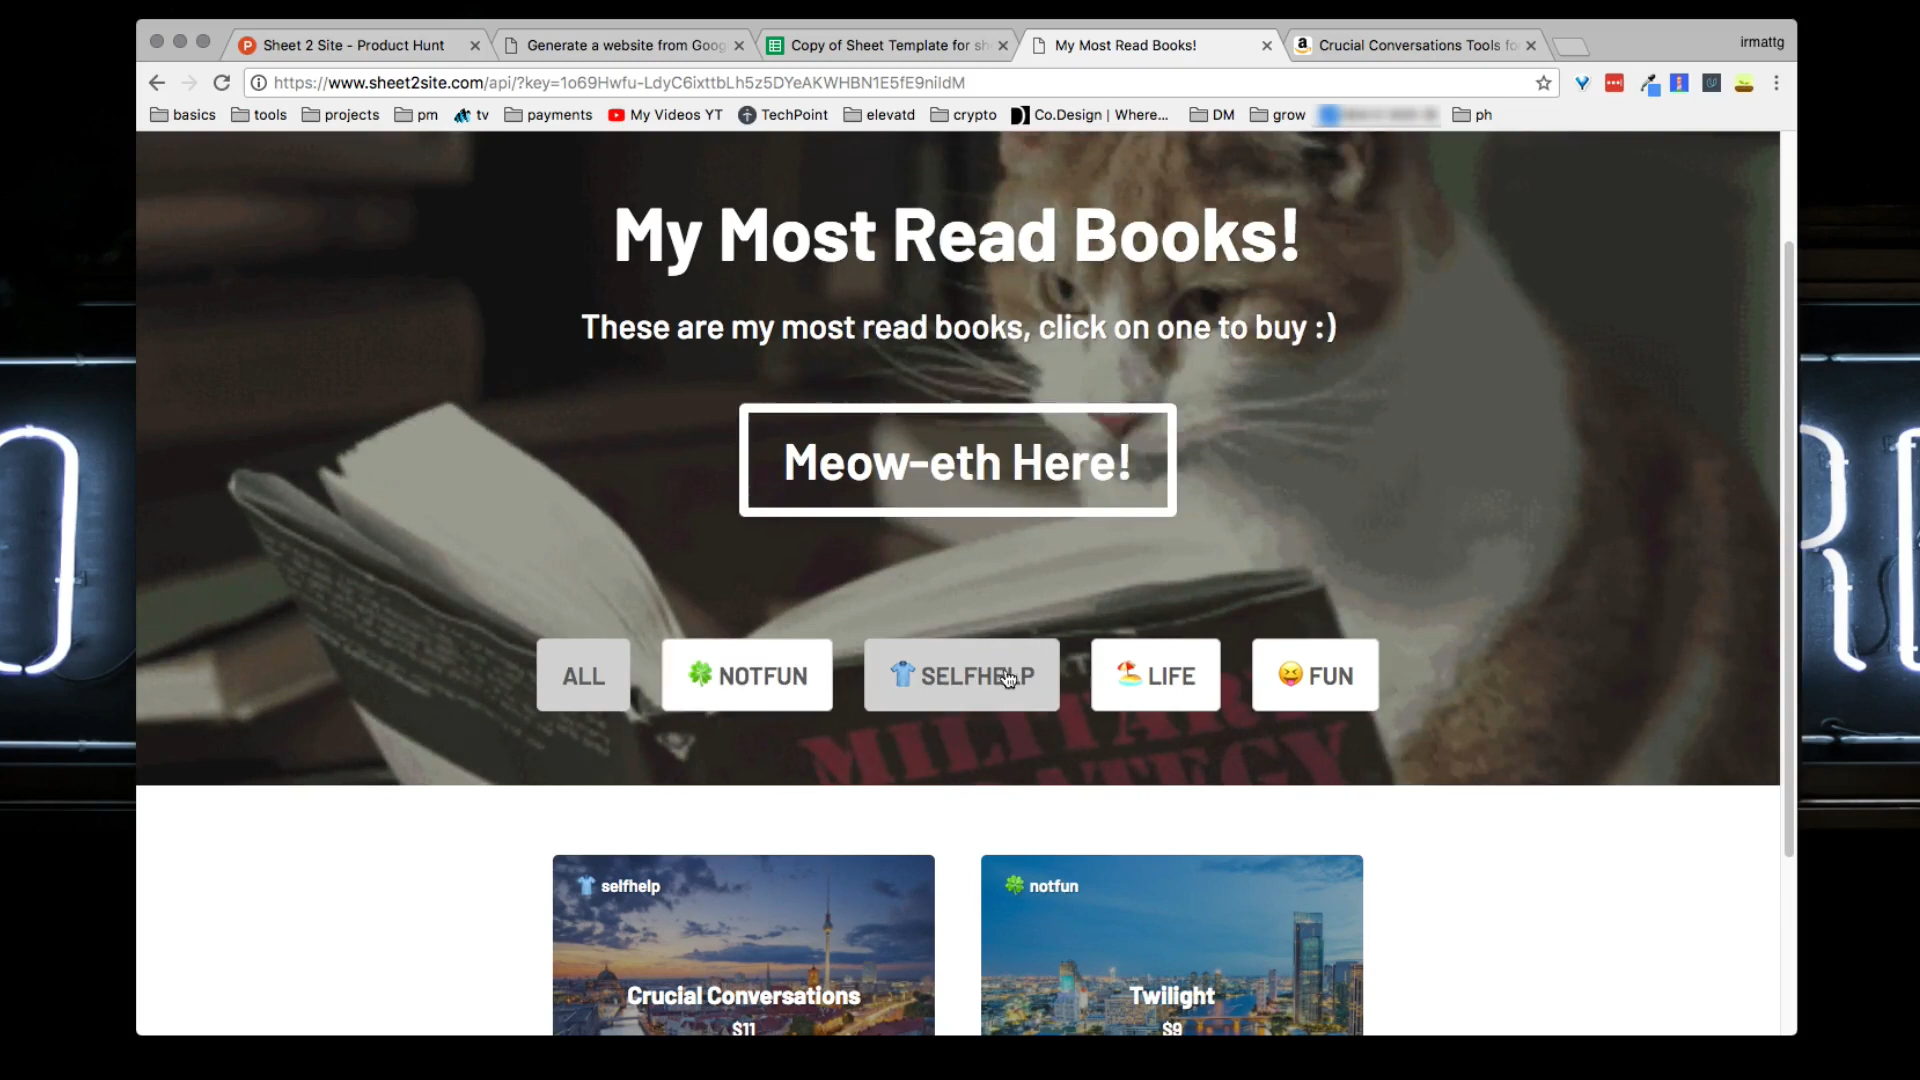 Sheet 2 Site - Product Hunt
Generate a website from Goog
Copy of Sheet Template for sh
My Most Read Books!
Crucial Conversations Tools fo
irmattg
https://www.sheet2site.com/api/?key=1o69Hwfu-LdyC6ixttbLh5z5DYeAKWHBN1E5fE9niIdM
basics
tools
projects
pm
tv
payments
My Videos YT
TechPoint
elevatd
crypto
Co.Design | Where...
DM
grow
ph
My Most Read Books!
These are my most read books, click on one to buy :)
Meow-eth Here!
ALL
🍀 NOTFUN
👕 SELFHELP
🏖 LIFE
😝 FUN
MILITARY
STRATEGY
👕 selfhelp
🍀 notfun
Crucial Conversations
Twilight
$11
$9